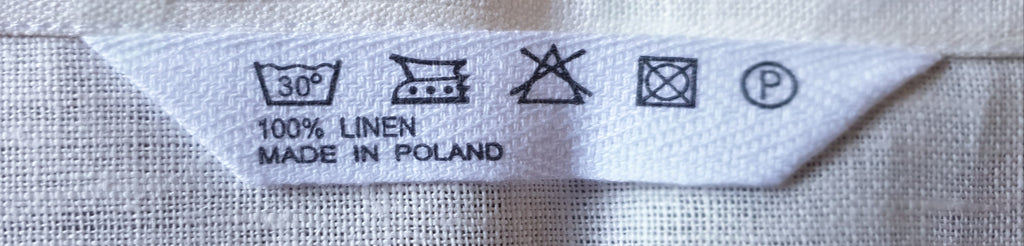 30° P
100% LINEN
MADE IN POLAND